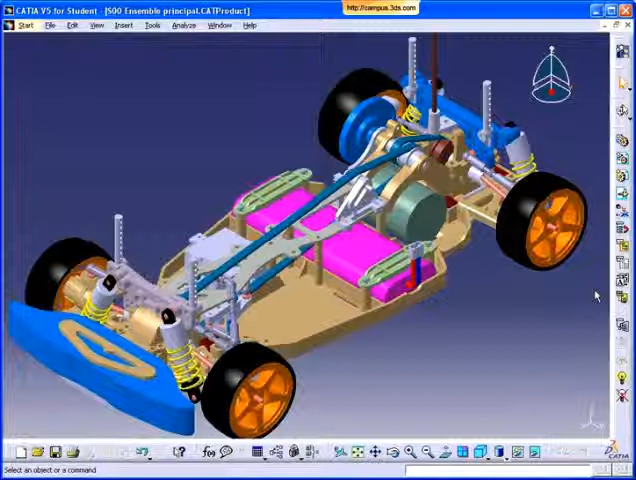 http://campus.3ds.com
CATIA V5 for Student - [S00 Ensemble principal.CATProduct]
Start File Edit View Insert Tools Analyze Window Help
f(x)
CATIA
Select an object or a command